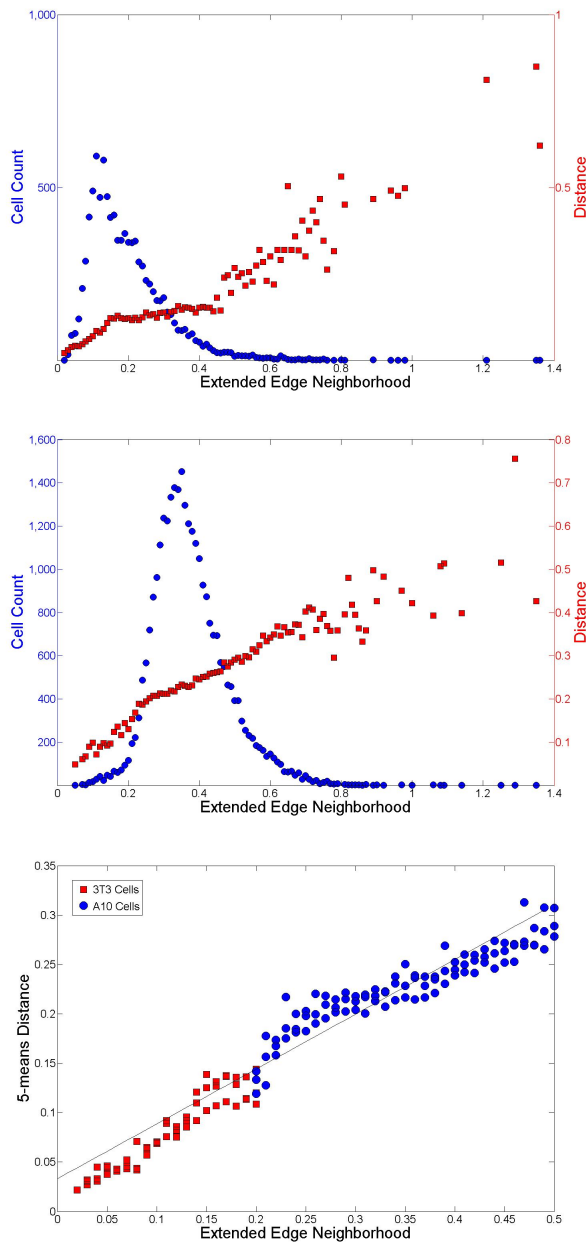 1,000
1
500
0.5
Cell Count
Distance
0 0.2 0.4 0.6 0.8 1 1.2 1.4
Extended Edge Neighborhood
1,600 0.8
1,400 0.7
1,200 0.6
1,000 0.5
800 0.4
600 0.3
400 0.2
200 0.1
Cell Count
Distance
0 0.2 0.4 0.6 0.8 1 1.2 1.4
Extended Edge Neighborhood
0.35
3T3 Cells
A10 Cells
0.3
0.25
0.2
0.15
0.1
0.05
0
5-means Distance
0 0.05 0.1 0.15 0.2 0.25 0.3 0.35 0.4 0.45 0.5
Extended Edge Neighborhood